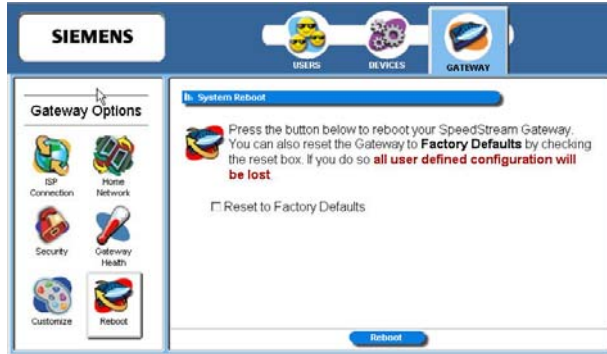 SIEMENS
USERS
DEVICES
GATEWAY
Gateway Options
ISP
Connection
Home
Network
Security
Gateway
Health
Customize
Reboot
System Reboot
Press the button below to reboot your SpeedStream Gateway.
You can also reset the Gateway to Factory Defaults by checking
the reset box. If you do so all user defined configuration will
be lost
Reset to Factory Defaults
Reboot